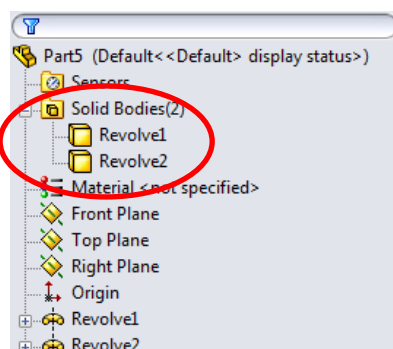 Part5 (Default<<Default> display status>)
Sensors
Solid Bodies(2)
Revolve1
Revolve2
Material <not specified>
Front Plane
Top Plane
Right Plane
Origin
Revolve1
Revolve2